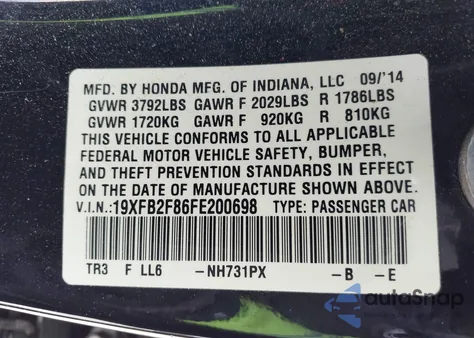 MFD. BY HONDA MFG. OF INDIANA, LLC 09/'14
GVWR 3792LBS GAWR F 2029LBS R 1786LBS
GVWR 1720KG GAWR F 920KG R 810KG
THIS VEHICLE CONFORMS TO ALL APPLICABLE
FEDERAL MOTOR VEHICLE SAFETY, BUMPER,
AND THEFT PREVENTION STANDARDS IN EFFECT
ON THE DATE OF MANUFACTURE SHOWN ABOVE.
V.I.N.:19XFB2F86FE200698 TYPE: PASSENGER CAR
TR3 F LL6 -NH731PX -B -E
autoSnap